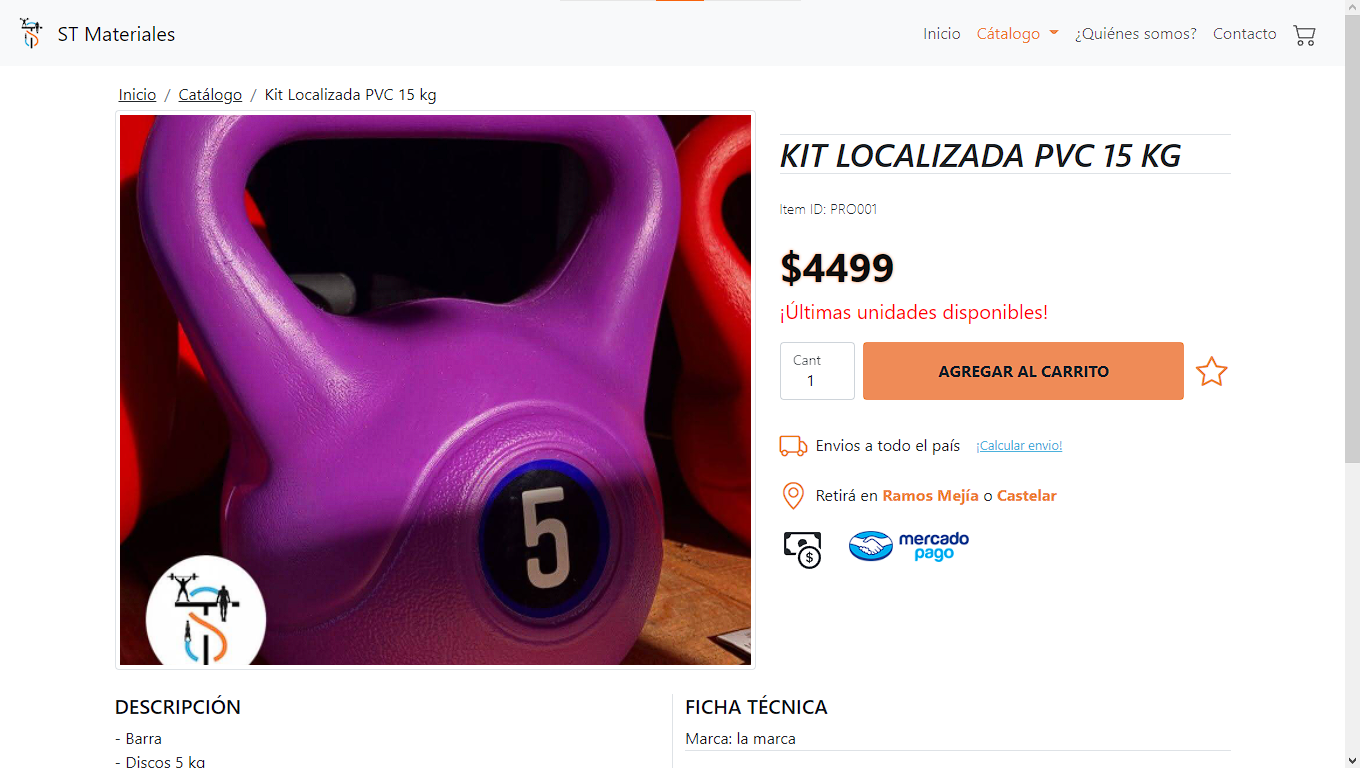 ST Materiales
Inicio Cátalogo ¿Quiénes somos? Contacto
Inicio / Catálogo / Kit Localizada PVC 15 kg
5
KIT LOCALIZADA PVC 15 KG
Item ID: PRO001
$4499
¡Últimas unidades disponibles!
Cant
1
AGREGAR AL CARRITO
Envios a todo el país ¡Calcular envio!
Retirá en Ramos Mejía o Castelar
$
mercado
pago
DESCRIPCIÓN
- Barra
- Discos 5 kg
FICHA TÉCNICA
Marca: la marca